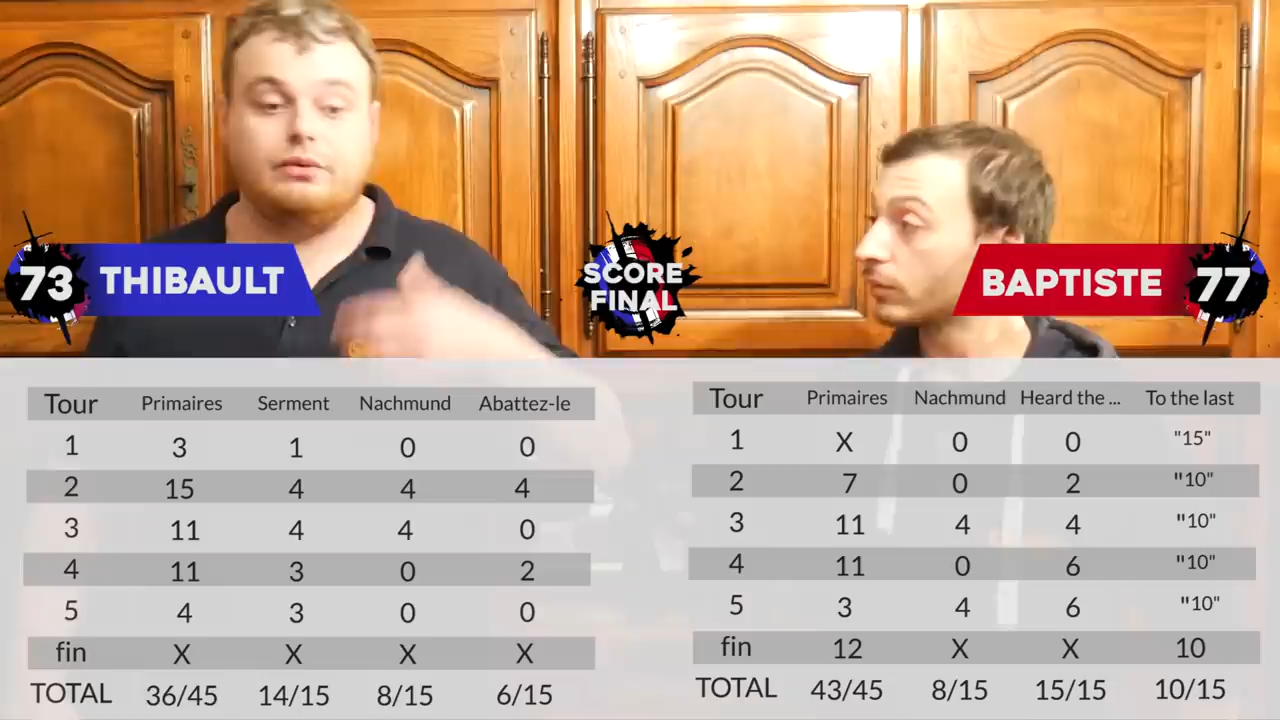 73 THIBAULT
SCORE
FINAL
BAPTISTE 77
Tour Primaires Serment Nachmund Abattez-le
1 3 1 0 0
2 15 4 4 4
3 11 4 4 0
4 11 3 0 2
5 4 3 0 0
fin X X X X
TOTAL 36/45 14/15 8/15 6/15
Tour Primaires Nachmund Heard the ... To the last
1 X 0 0 "15"
2 7 0 2 "10"
3 11 4 4 "10"
4 11 0 6 "10"
5 3 4 6 "10"
fin 12 X X 10
TOTAL 43/45 8/15 15/15 10/15